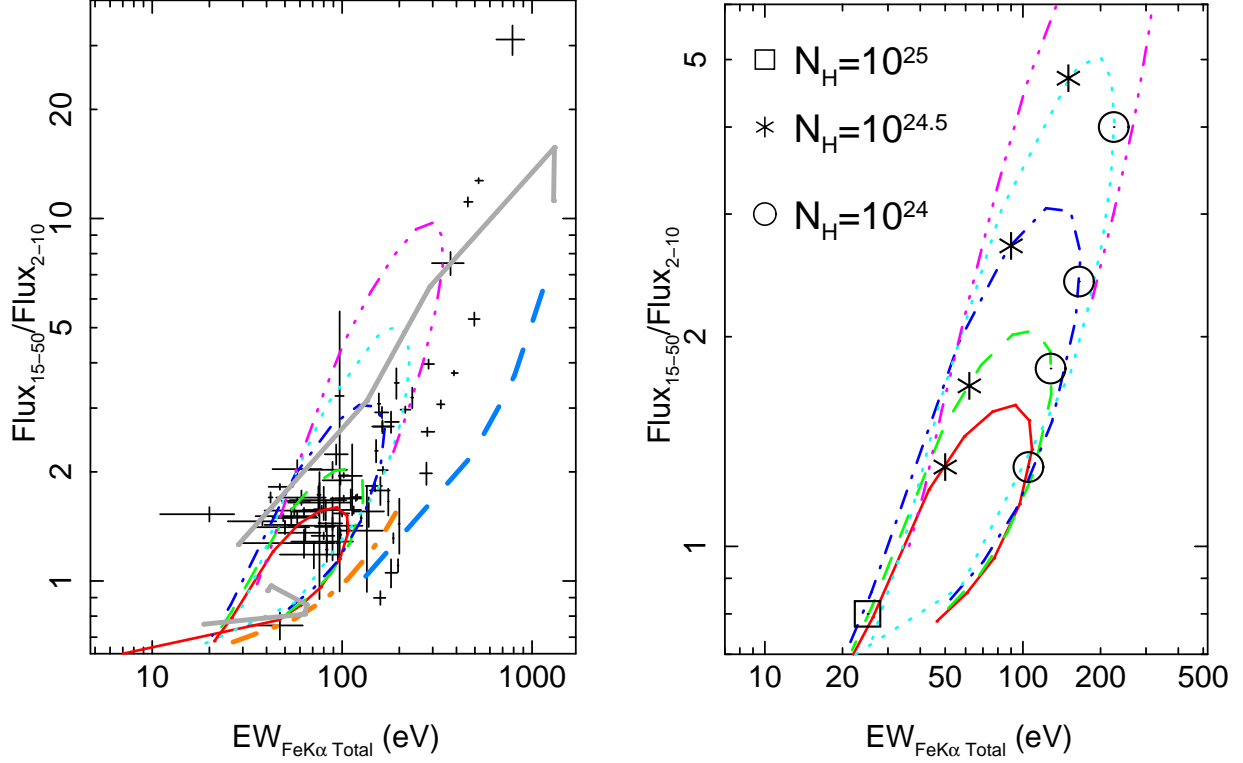 20
10
5
2
1
Flux15−50/Flux2−10
10 100 1000
EWFeKα Total (eV)
NH=10^25
NH=10^24.5
NH=10^24
5
2
1
Flux15−50/Flux2−10
10 50 100 200 500
EWFeKα Total (eV)